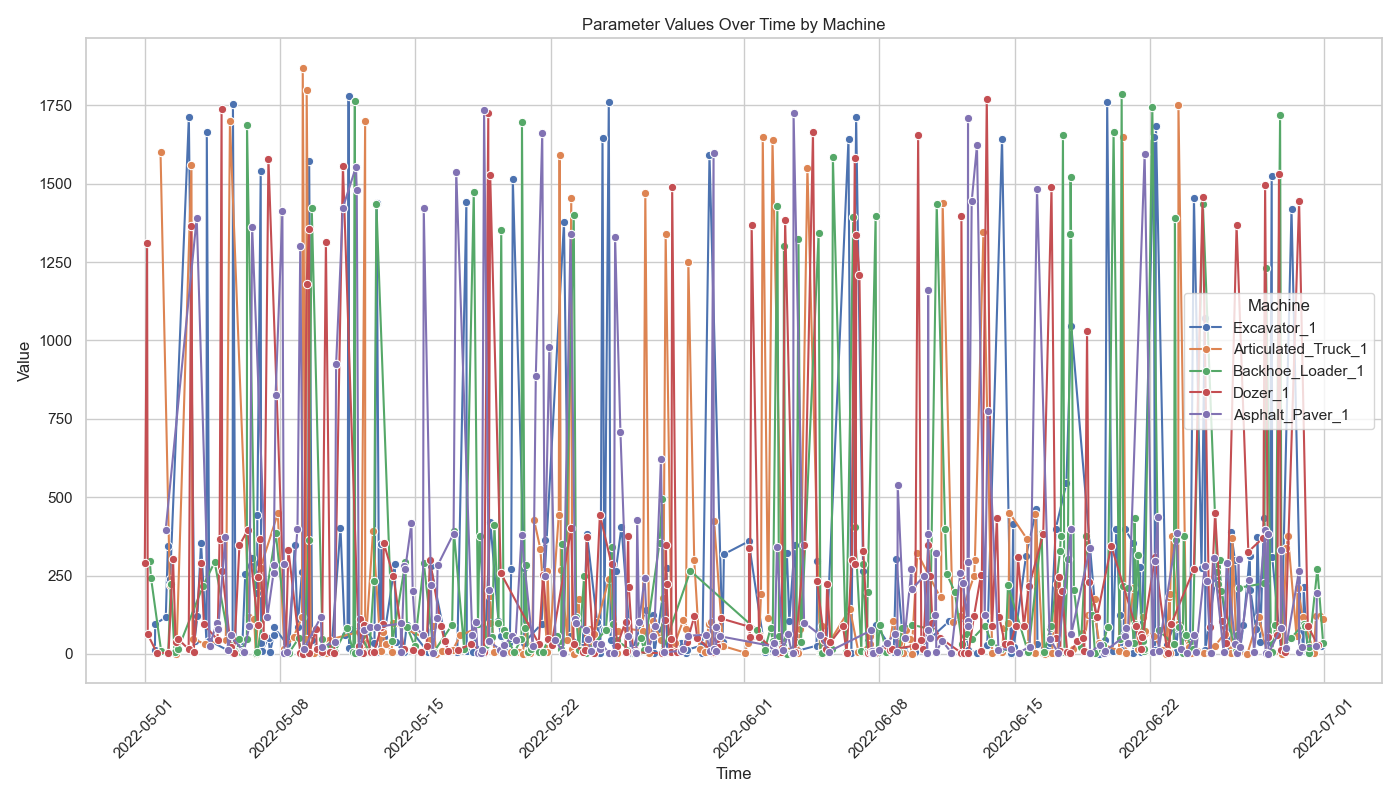 Parameter Values Over Time by Machine
Value
1750
1500
1250
1000
750
500
250
0
Machine
Excavator_1
Articulated_Truck_1
Backhoe_Loader_1
Dozer_1
Asphalt_Paver_1
2022-05-01
2022-05-08
2022-05-15
2022-05-22
2022-06-01
2022-06-08
2022-06-15
2022-06-22
2022-07-01
Time